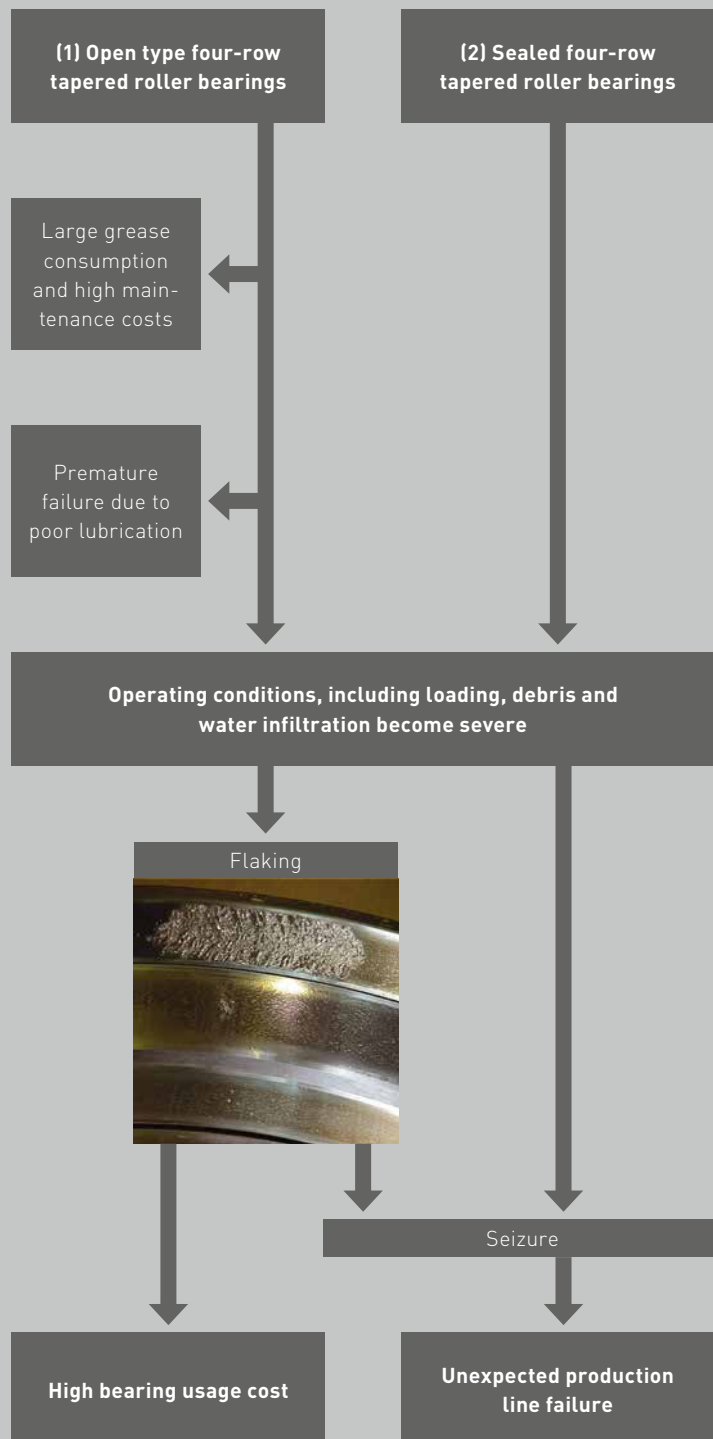 (1) Open type four-row
tapered roller bearings
(2) Sealed four-row
tapered roller bearings
Large grease
consumption
and high main-
tenance costs
Premature
failure due to
poor lubrication
Operating conditions, including loading, debris and
water infiltration become severe
Flaking
Seizure
High bearing usage cost
Unexpected production
line failure